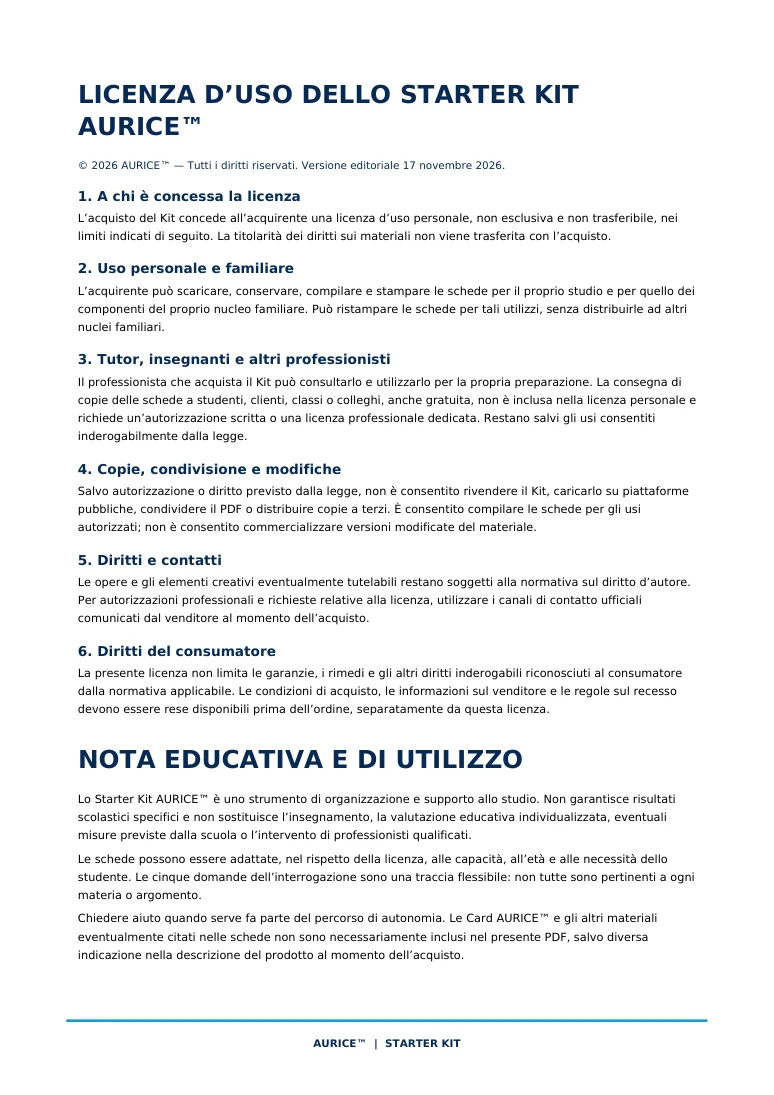 LICENZA D’USO DELLO STARTER KIT
AURICE™
© 2026 AURICE™ — Tutti i diritti riservati. Versione editoriale 17 novembre 2026.
1. A chi è concessa la licenza
L’acquisto del Kit concede all’acquirente una licenza d’uso personale, non esclusiva e non trasferibile, nei
limiti indicati di seguito. La titolarità dei diritti sui materiali non viene trasferita con l’acquisto.
2. Uso personale e familiare
L’acquirente può scaricare, conservare, compilare e stampare le schede per il proprio studio e per quello dei
componenti del proprio nucleo familiare. Può ristampare le schede per tali utilizzi, senza distribuirle ad altri
nuclei familiari.
3. Tutor, insegnanti e altri professionisti
Il professionista che acquista il Kit può consultarlo e utilizzarlo per la propria preparazione. La consegna di
copie delle schede a studenti, clienti, classi o colleghi, anche gratuita, non è inclusa nella licenza personale e
richiede un’autorizzazione scritta o una licenza professionale dedicata. Restano salvi gli usi consentiti
inderogabilmente dalla legge.
4. Copie, condivisione e modifiche
Salvo autorizzazione o diritto previsto dalla legge, non è consentito rivendere il Kit, caricarlo su piattaforme
pubbliche, condividere il PDF o distribuire copie a terzi. È consentito compilare le schede per gli usi
autorizzati; non è consentito commercializzare versioni modificate del materiale.
5. Diritti e contatti
Le opere e gli elementi creativi eventualmente tutelabili restano soggetti alla normativa sul diritto d’autore.
Per autorizzazioni professionali e richieste relative alla licenza, utilizzare i canali di contatto ufficiali
comunicati dal venditore al momento dell’acquisto.
6. Diritti del consumatore
La presente licenza non limita le garanzie, i rimedi e gli altri diritti inderogabili riconosciuti al consumatore
dalla normativa applicabile. Le condizioni di acquisto, le informazioni sul venditore e le regole sul recesso
devono essere rese disponibili prima dell’ordine, separatamente da questa licenza.
NOTA EDUCATIVA E DI UTILIZZO
Lo Starter Kit AURICE™ è uno strumento di organizzazione e supporto allo studio. Non garantisce risultati
scolastici specifici e non sostituisce l’insegnamento, la valutazione educativa individualizzata, eventuali
misure previste dalla scuola o l’intervento di professionisti qualificati.
Le schede possono essere adattate, nel rispetto della licenza, alle capacità, all’età e alle necessità dello
studente. Le cinque domande dell’interrogazione sono una traccia flessibile: non tutte sono pertinenti a ogni
materia o argomento.
Chiedere aiuto quando serve fa parte del percorso di autonomia. Le Card AURICE™ e gli altri materiali
eventualmente citati nelle schede non sono necessariamente inclusi nel presente PDF, salvo diversa
indicazione nella descrizione del prodotto al momento dell’acquisto.
AURICE™ | STARTER KIT